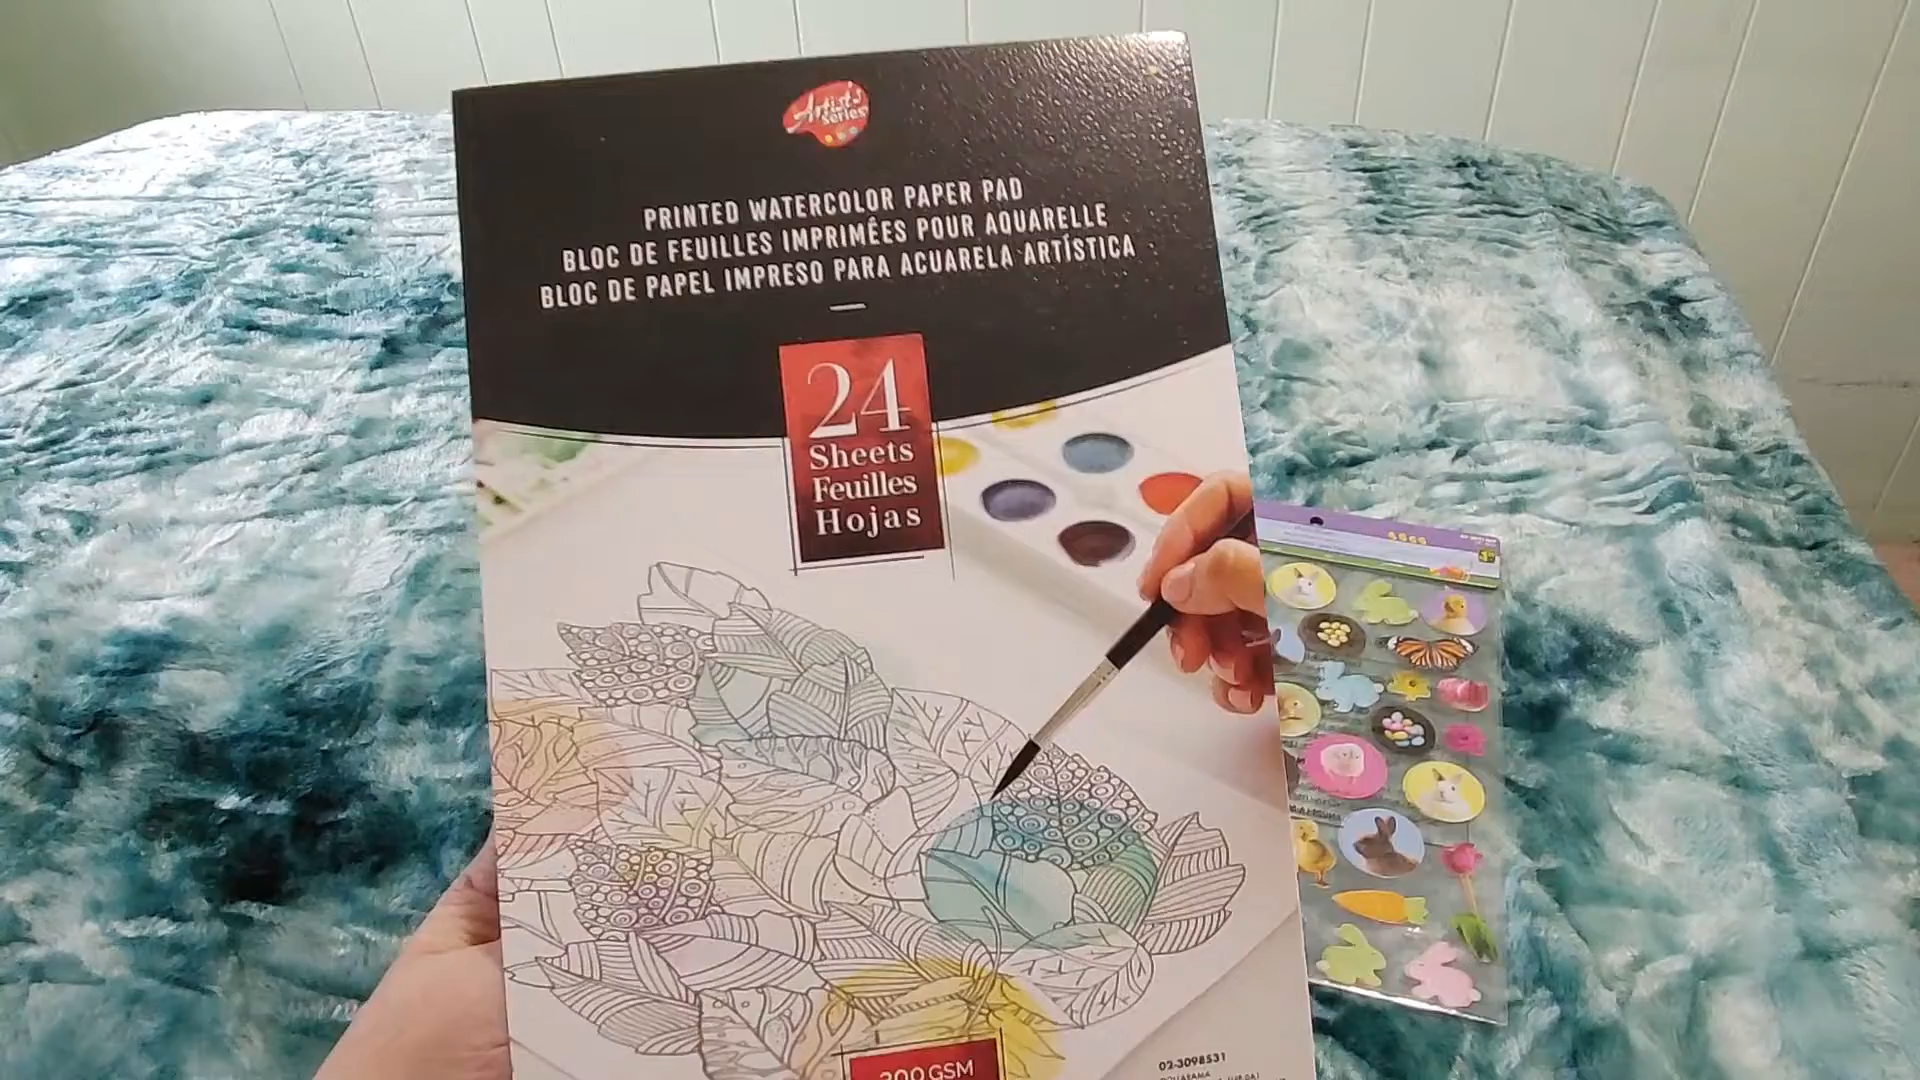 Artist's
series
PRINTED WATERCOLOR PAPER PAD
BLOC DE FEUILLES IMPRIMÉES POUR AQUARELLE
BLOC DE PAPEL IMPRESO PARA ACUARELA ARTÍSTICA
24
Sheets
Feuilles
Hojas
GSM
02-3098531
DOLLARAMA